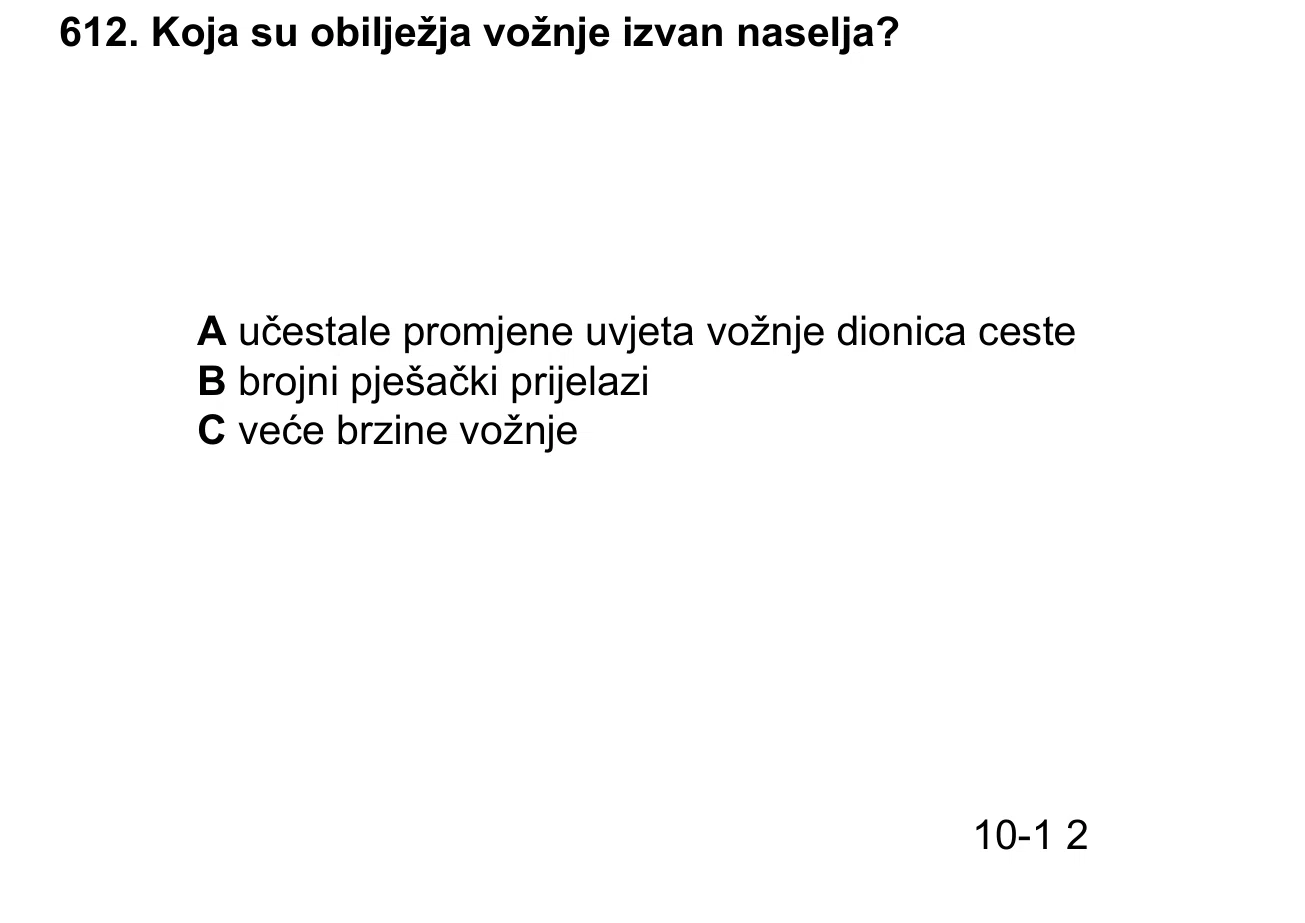 612. Koja su obilježja vožnje izvan naselja?
A učestale promjene uvjeta vožnje dionica ceste
B brojni pješački prijelazi
C veće brzine vožnje
10-1 2